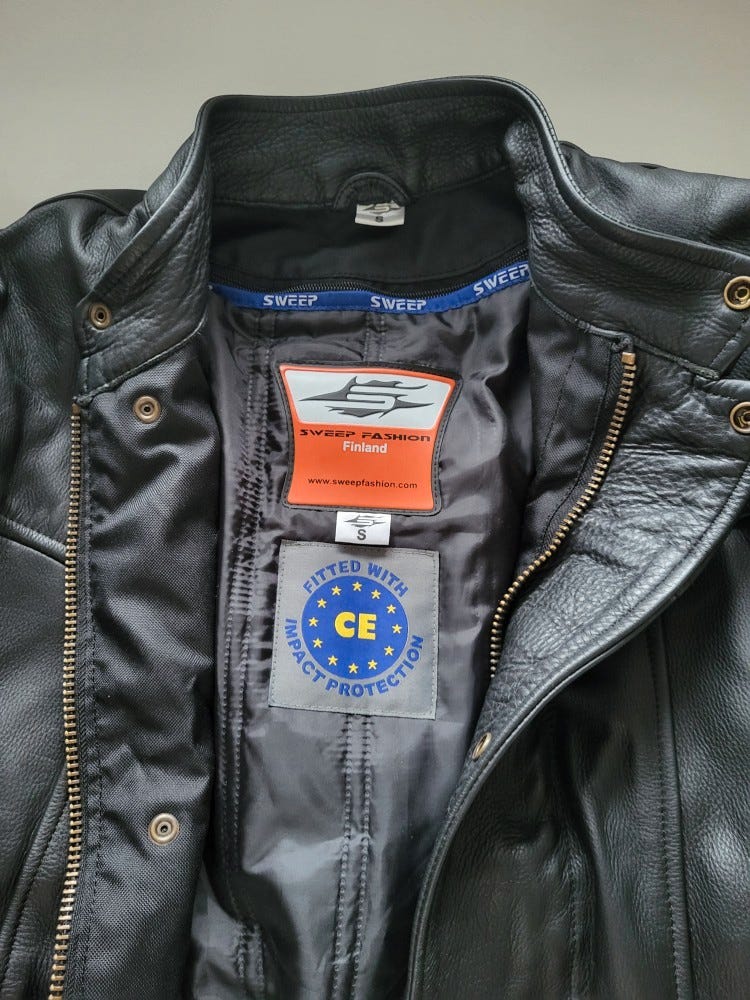 S
SWEEP SWEEP SWEEP
S
SWEEP FASHION
Finland
www.sweepfashion.com
S
FITTED WITH
CE
IMPACT PROTECTION